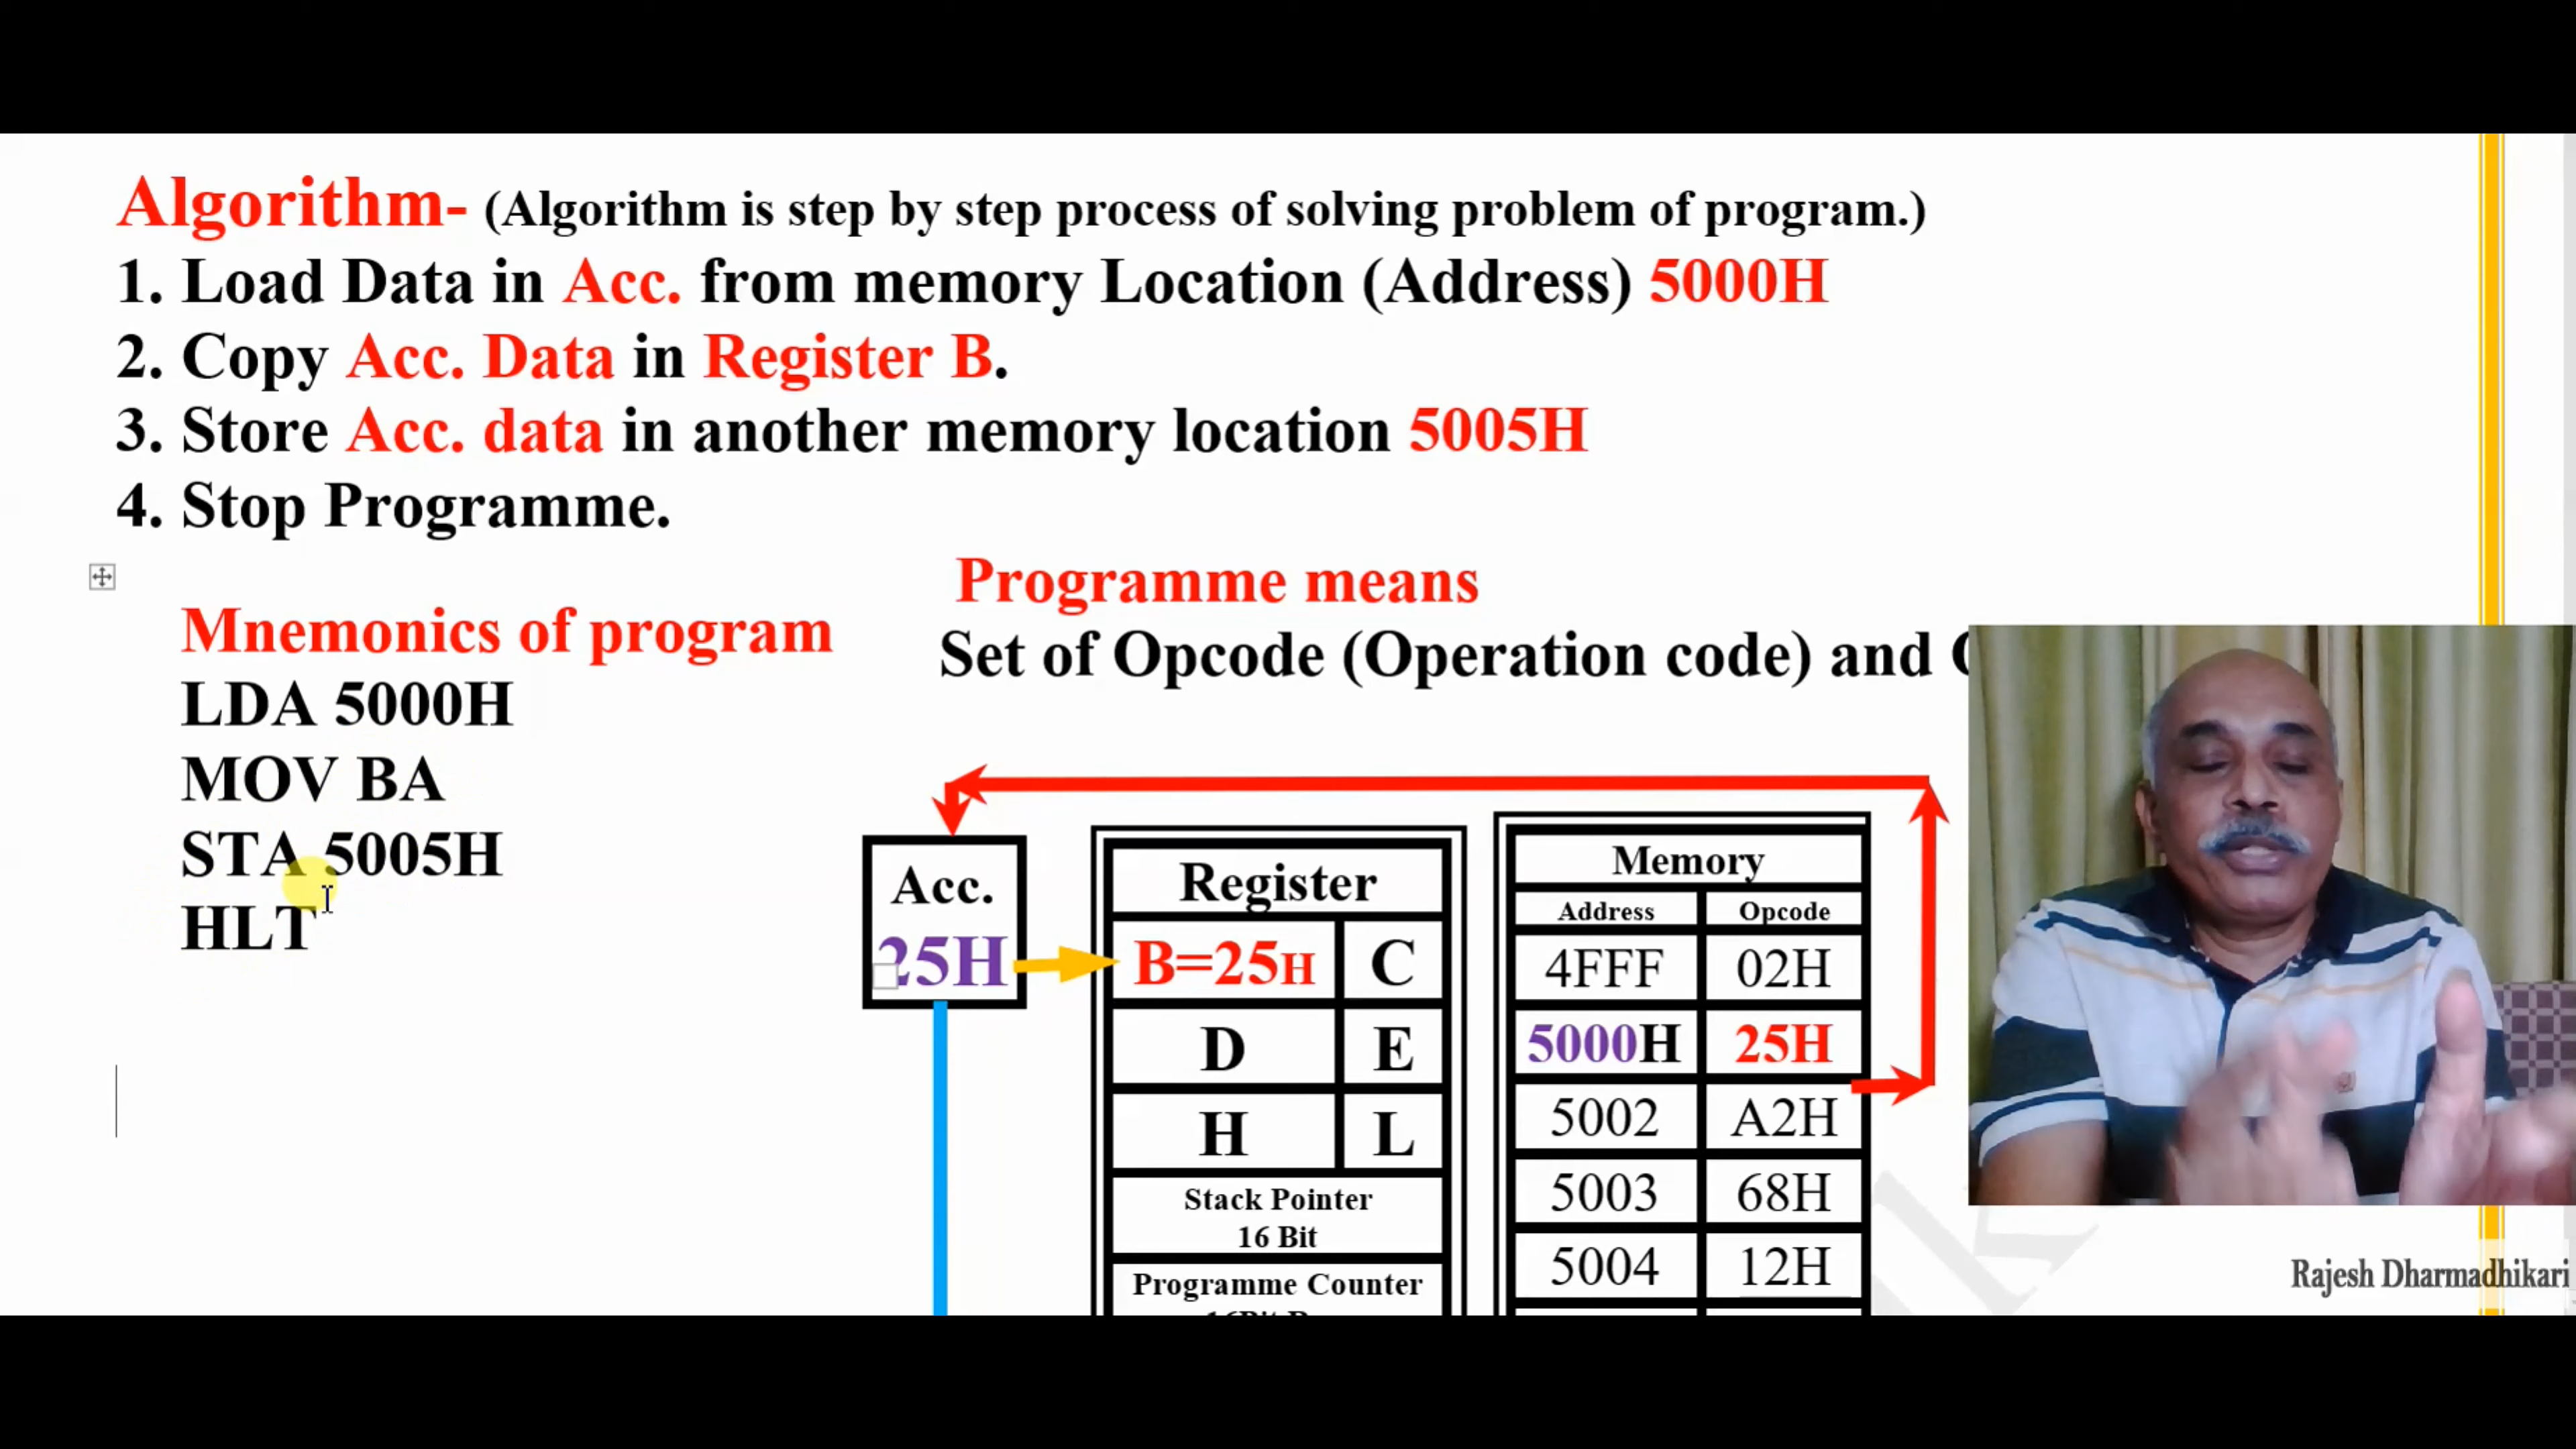 Algorithm- (Algorithm is step by step process of solving problem of program.)
1. Load Data in Acc. from memory Location (Address) 5000H
2. Copy Acc. Data in Register B.
3. Store Acc. data in another memory location 5005H
4. Stop Programme.
Mnemonics of program
LDA 5000H
MOV BA
STA 5005H
HLT
Programme means
Set of Opcode (Operation code) and
Acc.
25H
Register
B=25H C
D E
H L
Stack Pointer
16 Bit
Programme Counter
Memory
Address Opcode
4FFF 02H
5000H 25H
5002 A2H
5003 68H
5004 12H
Rajesh Dharmadhikari